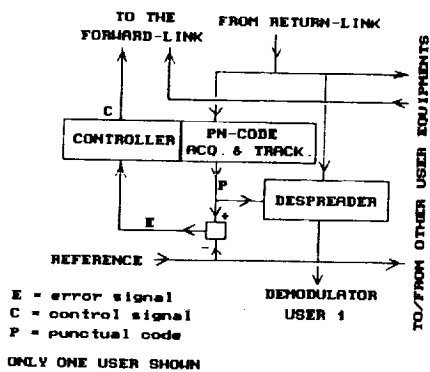 TO THE
FORWARD-LINK
FROM RETURN-LINK
C
CONTROLLER
PN-CODE
ACQ. & TRACK.
P
+
E
DESPREADER
-
REFERENCE
DEMODULATOR
USER 1
TO/FROM OTHER USER EQUIPMENTS
E = error signal
C = control signal
P = punctual code
ONLY ONE USER SHOWN